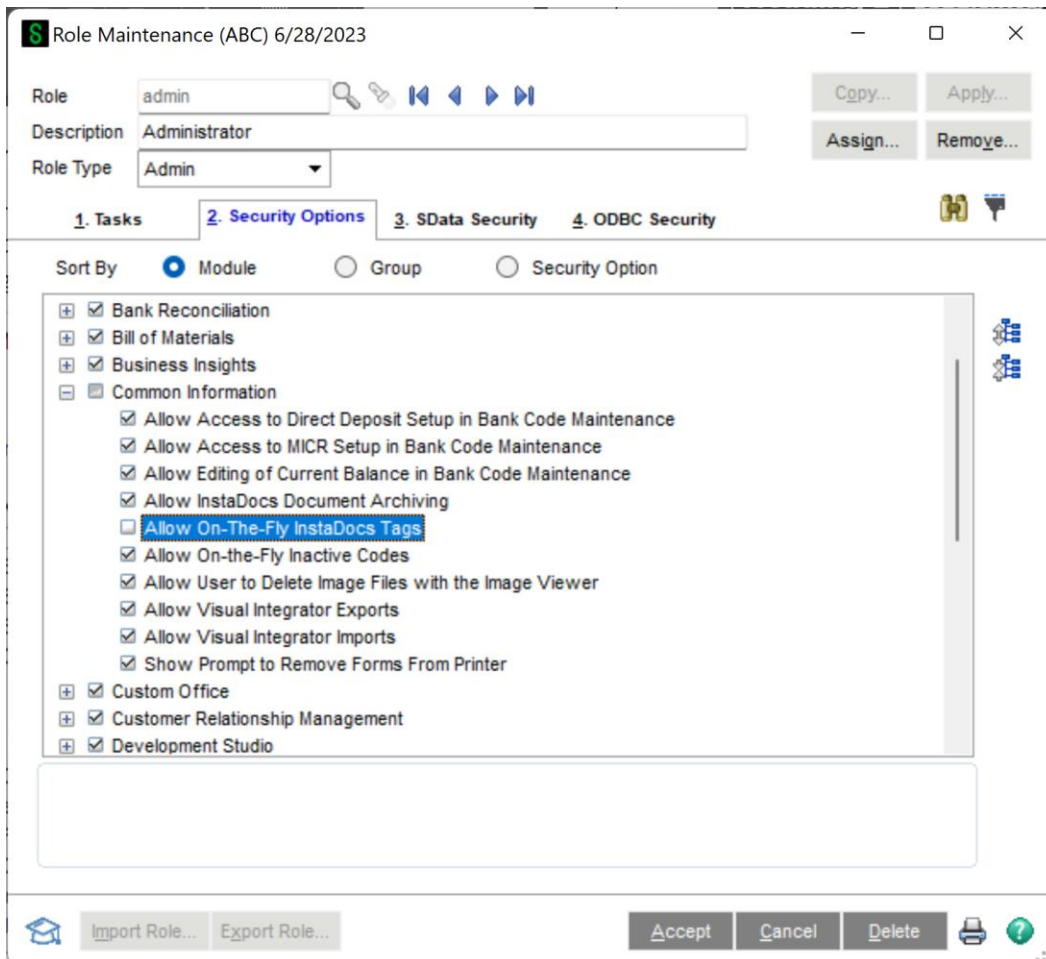 Role Maintenance (ABC) 6/28/2023
Role admin Copy... Apply...
Description Administrator Assign... Remove...
Role Type Admin
1. Tasks 2. Security Options 3. SData Security 4. ODBC Security
Sort By Module Group Security Option
Bank Reconciliation
Bill of Materials
Business Insights
Common Information
Allow Access to Direct Deposit Setup in Bank Code Maintenance
Allow Access to MICR Setup in Bank Code Maintenance
Allow Editing of Current Balance in Bank Code Maintenance
Allow InstaDocs Document Archiving
Allow On-The-Fly InstaDocs Tags
Allow On-the-Fly Inactive Codes
Allow User to Delete Image Files with the Image Viewer
Allow Visual Integrator Exports
Allow Visual Integrator Imports
Show Prompt to Remove Forms From Printer
Custom Office
Customer Relationship Management
Development Studio
Import Role... Export Role... Accept Cancel Delete